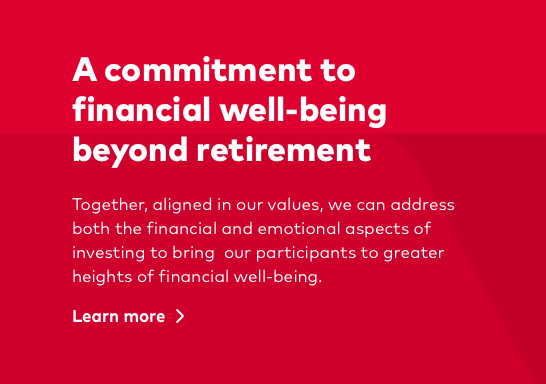 A commitment to
financial well-being
beyond retirement
Together, aligned in our values, we can address
both the financial and emotional aspects of
investing to bring  our participants to greater
heights of financial well-being.
Learn more